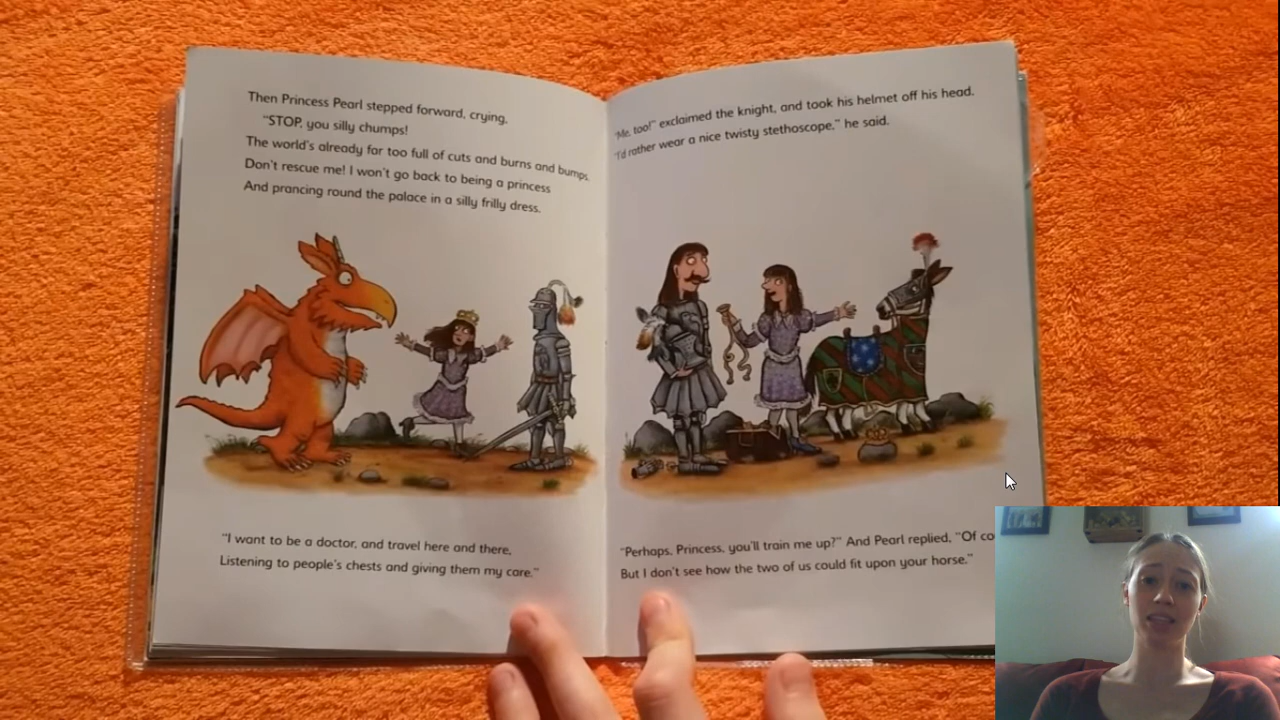 Then Princess Pearl stepped forward, crying,
"STOP, you silly chumps!
The world's already far too full of cuts and burns and bumps.
Don't rescue me! I won't go back to being a princess
And prancing round the palace in a silly frilly dress.
"I want to be a doctor, and travel here and there,
Listening to people's chests and giving them my care."
"Me, too!" exclaimed the knight, and took his helmet off his head.
"I'd rather wear a nice twisty stethoscope," he said.
"Perhaps, Princess, you'll train me up?" And Pearl replied, "Of co
But I don't see how the two of us could fit upon your horse."